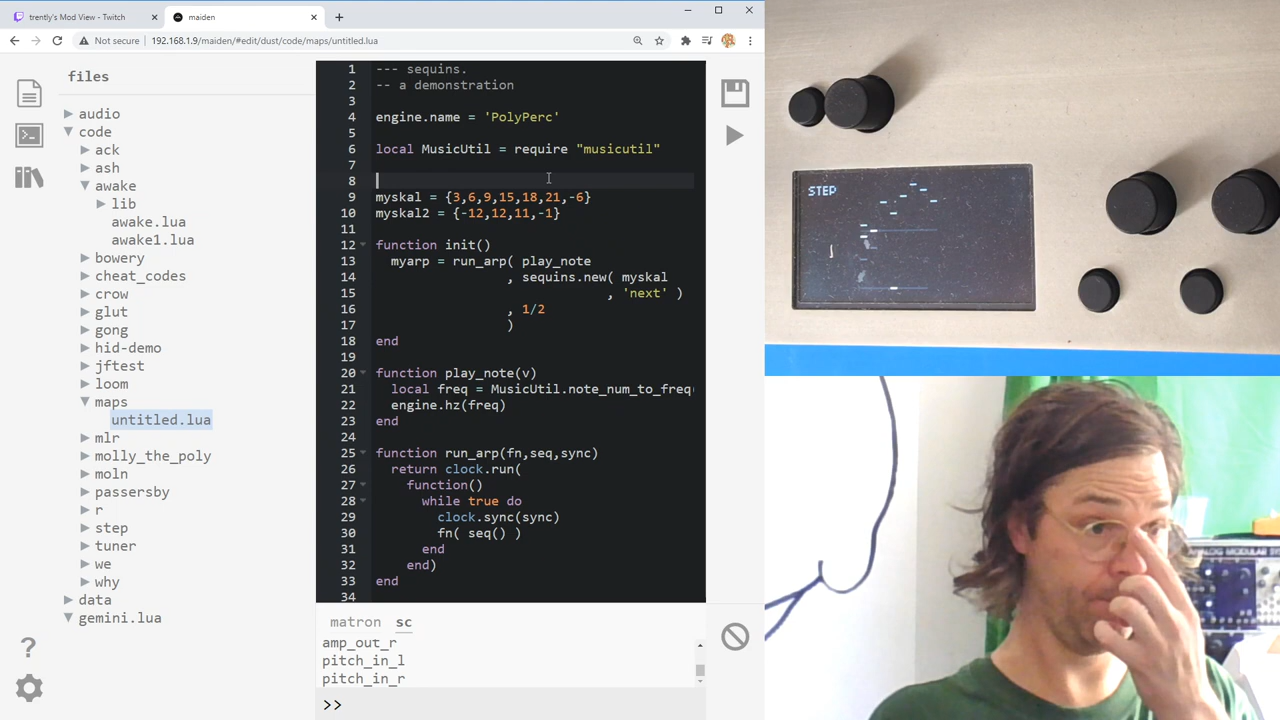 trently's Mod View - Twitch
maiden
Not secure
192.168.1.9/maiden/#edit/dust/code/maps/untitled.lua
files
audio
code
ack
ash
awake
lib
awake.lua
awake1.lua
bowery
cheat_codes
crow
glut
gong
hid-demo
jftest
loom
maps
untitled.lua
mlr
molly_the_poly
moln
passersby
r
step
tuner
we
why
data
gemini.lua
1 --- sequins.
2 -- a demonstration
3
4 engine.name = 'PolyPerc'
5
6 local MusicUtil = require "musicutil"
7
8
9 myskal = {3,6,9,15,18,21,-6}
10 myskal2 = {-12,12,11,-1}
11
12 function init()
13 myarp = run_arp( play_note
14 , sequins.new( myskal
15 , 'next' )
16 , 1/2
17 )
18 end
19
20 function play_note(v)
21 local freq = MusicUtil.note_num_to_freq(
22 engine.hz(freq)
23 end
24
25 function run_arp(fn,seq,sync)
26 return clock.run(
27 function()
28 while true do
29 clock.sync(sync)
30 fn( seq() )
31 end
32 end)
33 end
34
matron sc
amp_out_r
pitch_in_l
pitch_in_r
>>
?
STEP